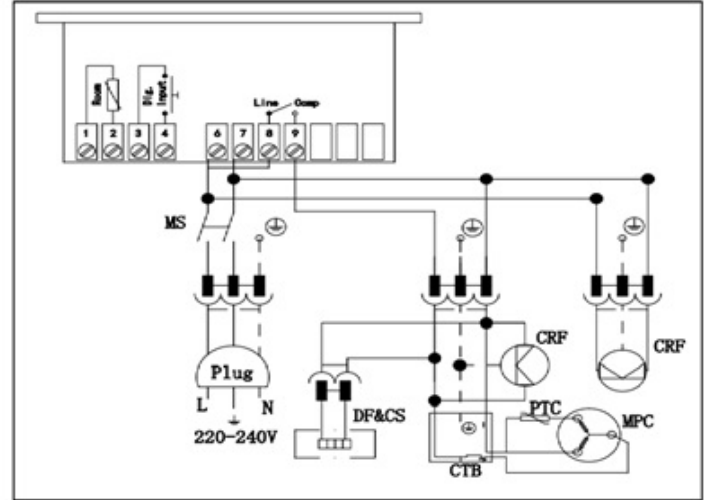 Room
Dig. Input
Line Comp
1 2 3 4 6 7 8 9
MS
CRF
CRF
Plug
L N
220-240V
DF&CS
PTC
MPC
CTB